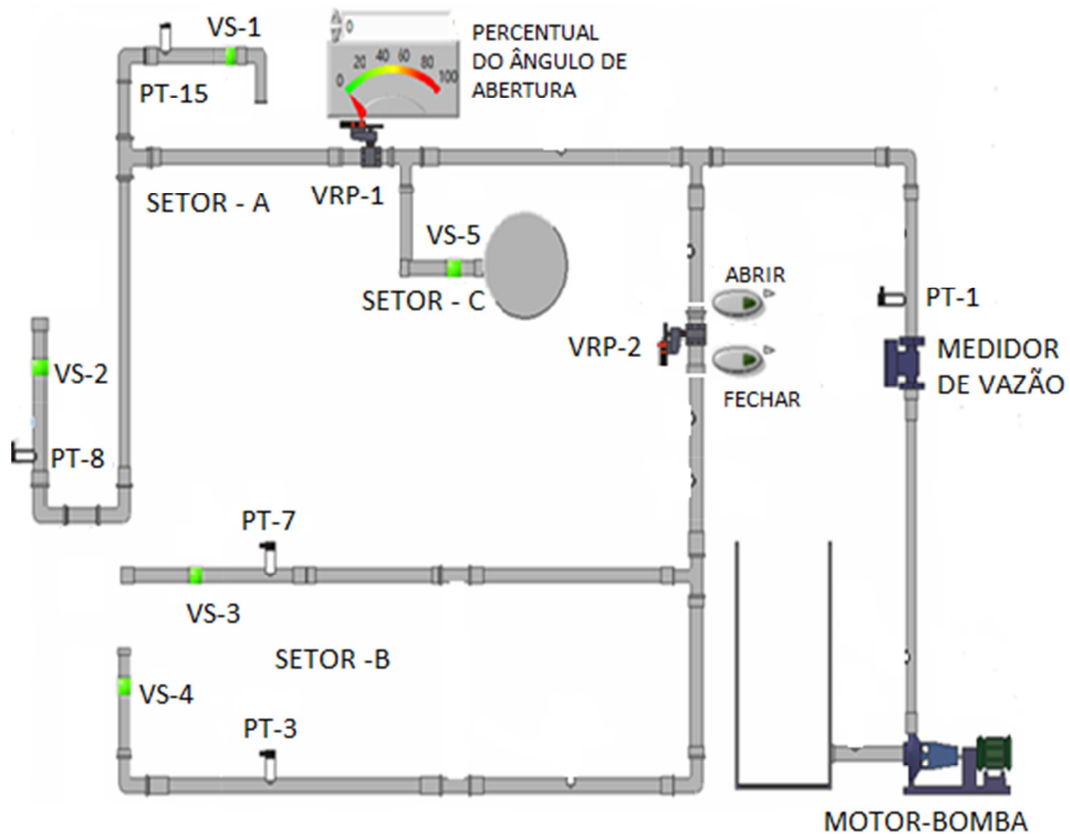 VS-1
PT-15
0
0
20
40
60
80
100
PERCENTUAL
DO ÂNGULO DE
ABERTURA
SETOR - A
VRP-1
VS-5
SETOR - C
ABRIR
VRP-2
FECHAR
PT-1
MEDIDOR
DE VAZÃO
VS-2
PT-8
PT-7
VS-3
SETOR -B
VS-4
PT-3
MOTOR-BOMBA